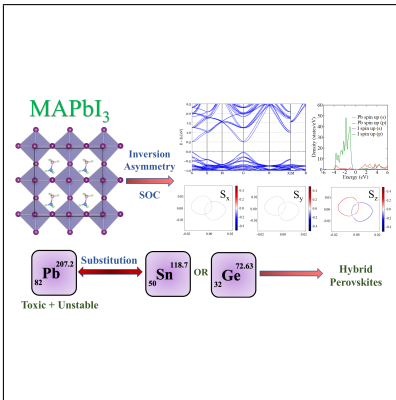 MAPbI3
Inversion
Asymmetry
SOC
Pb spin up (s)
Pb spin up (p)
I spin up (s)
I spin up (p)
Density (states/eV)
Energy (eV)
Sx
Sy
Sz
207.2
Pb
82
Substitution
118.7
Sn
50
OR
72.63
Ge
32
Toxic + Unstable
Hybrid
Perovskites